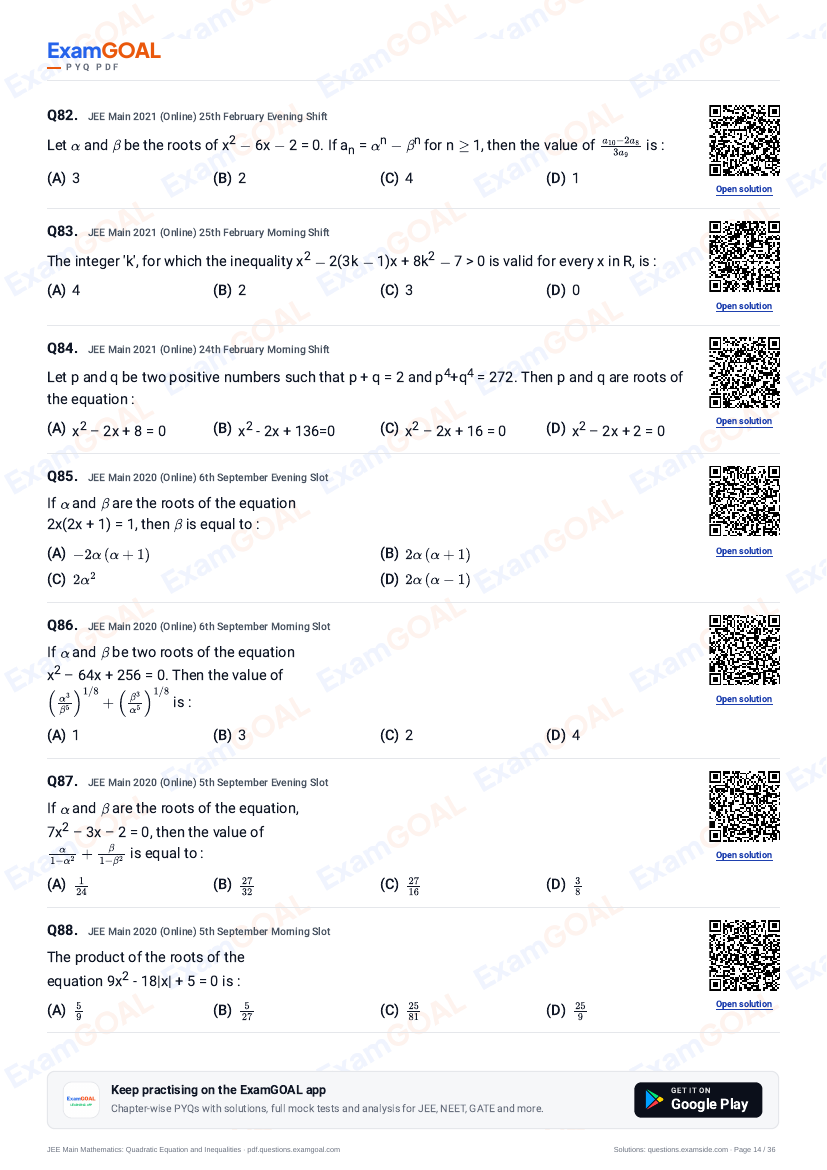 ExamGOAL
PYQ PDF
Q82. JEE Main 2021 (Online) 25th February Evening Shift
Let α and β be the roots of x² − 6x − 2 = 0. If aₙ = αⁿ − βⁿ for n ≥ 1, then the value of (a₁₀−2a₈)/(3a₉) is :
(A) 3 (B) 2 (C) 4 (D) 1
Open solution
Q83. JEE Main 2021 (Online) 25th February Morning Shift
The integer 'k', for which the inequality x² − 2(3k − 1)x + 8k² − 7 > 0 is valid for every x in R, is :
(A) 4 (B) 2 (C) 3 (D) 0
Open solution
Q84. JEE Main 2021 (Online) 24th February Morning Shift
Let p and q be two positive numbers such that p + q = 2 and p⁴+q⁴ = 272. Then p and q are roots of
the equation :
(A) x² − 2x + 8 = 0 (B) x² - 2x + 136=0 (C) x² − 2x + 16 = 0 (D) x² − 2x + 2 = 0
Open solution
Q85. JEE Main 2020 (Online) 6th September Evening Slot
If α and β are the roots of the equation
2x(2x + 1) = 1, then β is equal to :
(A) −2α (α + 1) (B) 2α (α + 1)
(C) 2α² (D) 2α (α − 1)
Open solution
Q86. JEE Main 2020 (Online) 6th September Morning Slot
If α and β be two roots of the equation
x² − 64x + 256 = 0. Then the value of
(α³/β⁵)^1/8 + (β³/α⁵)^1/8 is :
(A) 1 (B) 3 (C) 2 (D) 4
Open solution
Q87. JEE Main 2020 (Online) 5th September Evening Slot
If α and β are the roots of the equation,
7x² − 3x − 2 = 0, then the value of
α/(1−α²) + β/(1−β²) is equal to :
(A) 1/24 (B) 27/32 (C) 27/16 (D) 3/8
Open solution
Q88. JEE Main 2020 (Online) 5th September Morning Slot
The product of the roots of the
equation 9x² - 18|x| + 5 = 0 is :
(A) 5/9 (B) 5/27 (C) 25/81 (D) 25/9
Open solution
ExamGOAL
Keep practising on the ExamGOAL app
Chapter-wise PYQs with solutions, full mock tests and analysis for JEE, NEET, GATE and more.
GET IT ON
Google Play
JEE Main Mathematics: Quadratic Equation and Inequalities · pdf.questions.examgoal.com
Solutions: questions.examside.com · Page 14 / 36